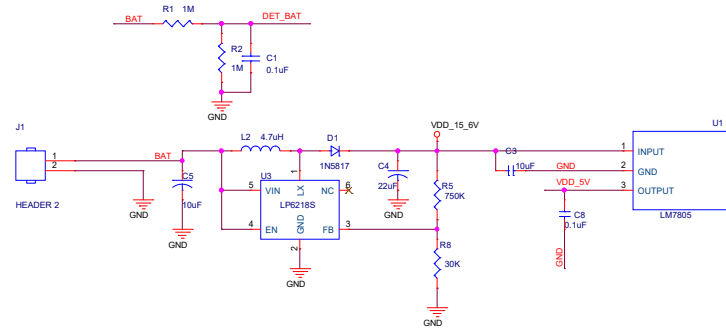 R1 1M
BAT
DET_BAT
R2
1M
C1
0.1uF
GND
J1
1
2
HEADER 2
BAT
GND
C5
10uF
GND
L2 4.7uH
D1
1N5817
U3
LP6218S
1
LX
NC
6
5
VIN
4
EN
GND
2
FB
3
GND
C4
22uF
GND
VDD_15_6V
R5
750K
R8
30K
GND
C3
10uF
GND
VDD_5V
C8
0.1uF
GND
U1
1
INPUT
2
GND
3
OUTPUT
LM7805